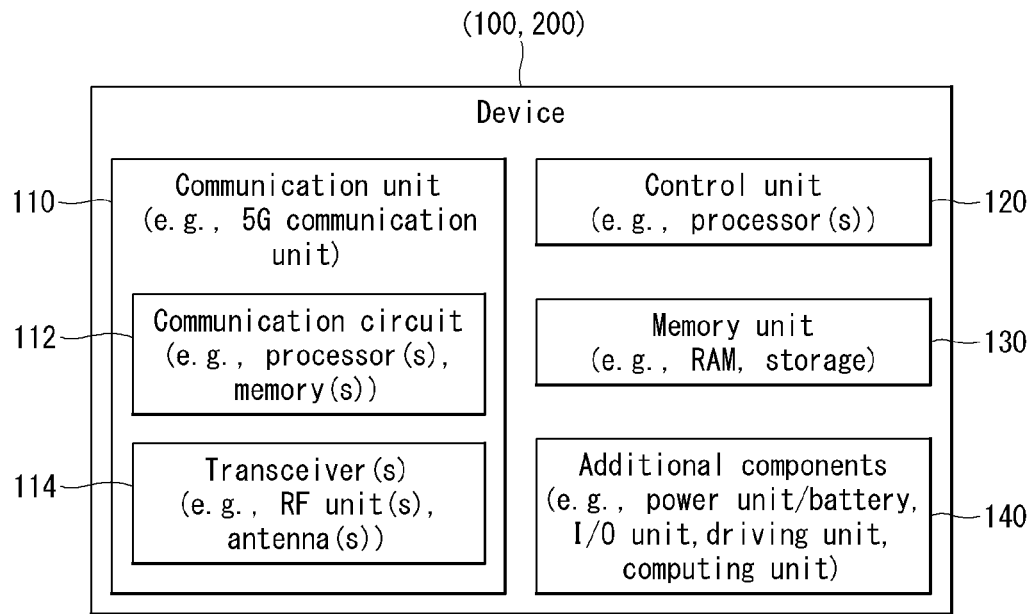 (100, 200)
Device
110
Communication unit
(e.g., 5G communication
unit)
112
Communication circuit
(e.g., processor(s),
memory(s))
114
Transceiver(s)
(e.g., RF unit(s),
antenna(s))
Control unit
(e.g., processor(s))
120
Memory unit
(e.g., RAM, storage)
130
Additional components
(e.g., power unit/battery,
I/O unit, driving unit,
computing unit)
140